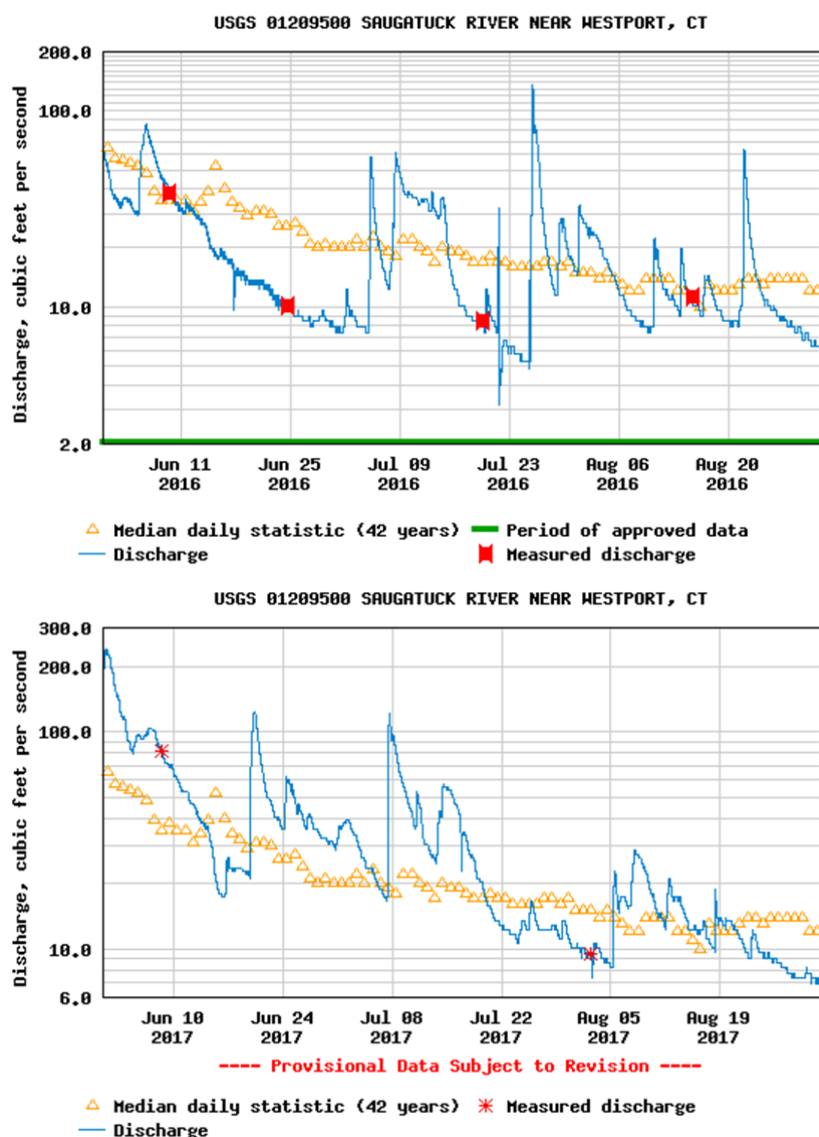 USGS 01209500 SAUGATUCK RIVER NEAR WESTPORT, CT
Discharge, cubic feet per second
200.0
100.0
10.0
2.0
Jun 11 Jun 25 Jul 09 Jul 23 Aug 06 Aug 20
2016 2016 2016 2016 2016 2016
Median daily statistic (42 years) Period of approved data
Discharge Measured discharge
USGS 01209500 SAUGATUCK RIVER NEAR WESTPORT, CT
Discharge, cubic feet per second
300.0
200.0
100.0
10.0
6.0
Jun 10 Jun 24 Jul 08 Jul 22 Aug 05 Aug 19
2017 2017 2017 2017 2017 2017
---- Provisional Data Subject to Revision ----
Median daily statistic (42 years) Measured discharge
Discharge